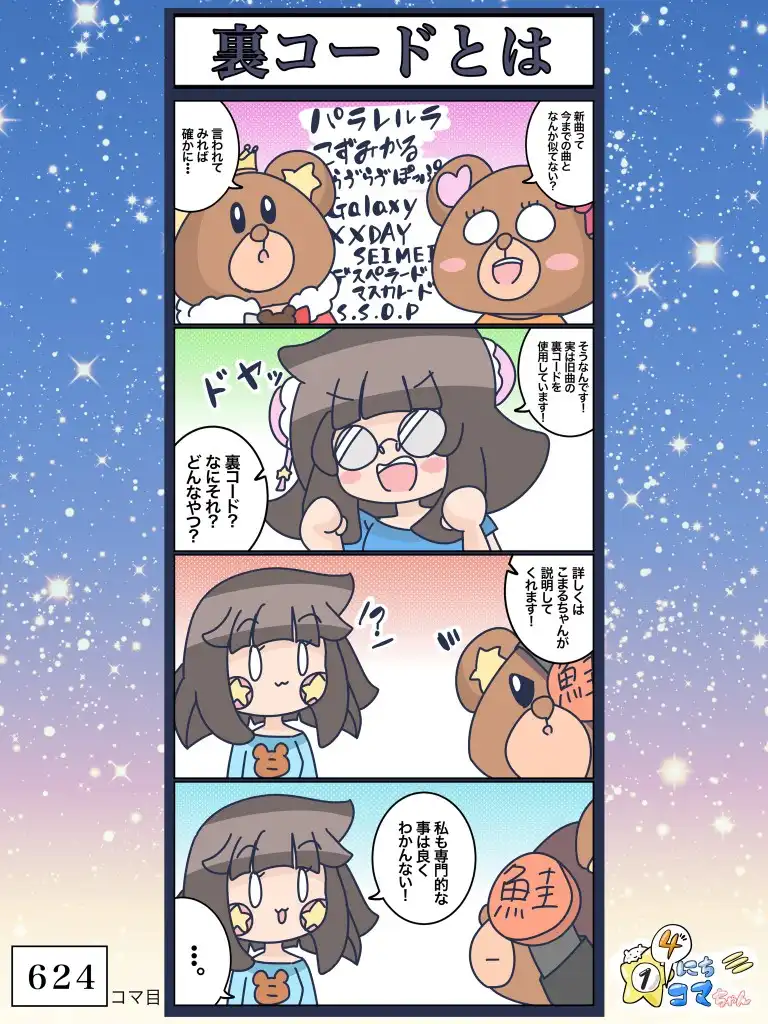 裏コードとは
新曲って
今までの曲と
なんか似てない?
言われて
みれば
確かに…
パラレルラ
こずみかる
らぶらぶぽっぷ
Galaxy
××DAY
SEIMEI
デスペラード
マスカレード
S.S.O.P
そうなんです!
実は旧曲の
裏コードを
使用しています!
ドヤッ
裏コード?
なにそれ?
どんなやつ?
詳しくは
こまるちゃんが
説明して
くれます!
!?
鮭
私も専門的な
事は良く
わかんない!
鮭
…。
624
コマ目
1
4
にち
コマちゃん